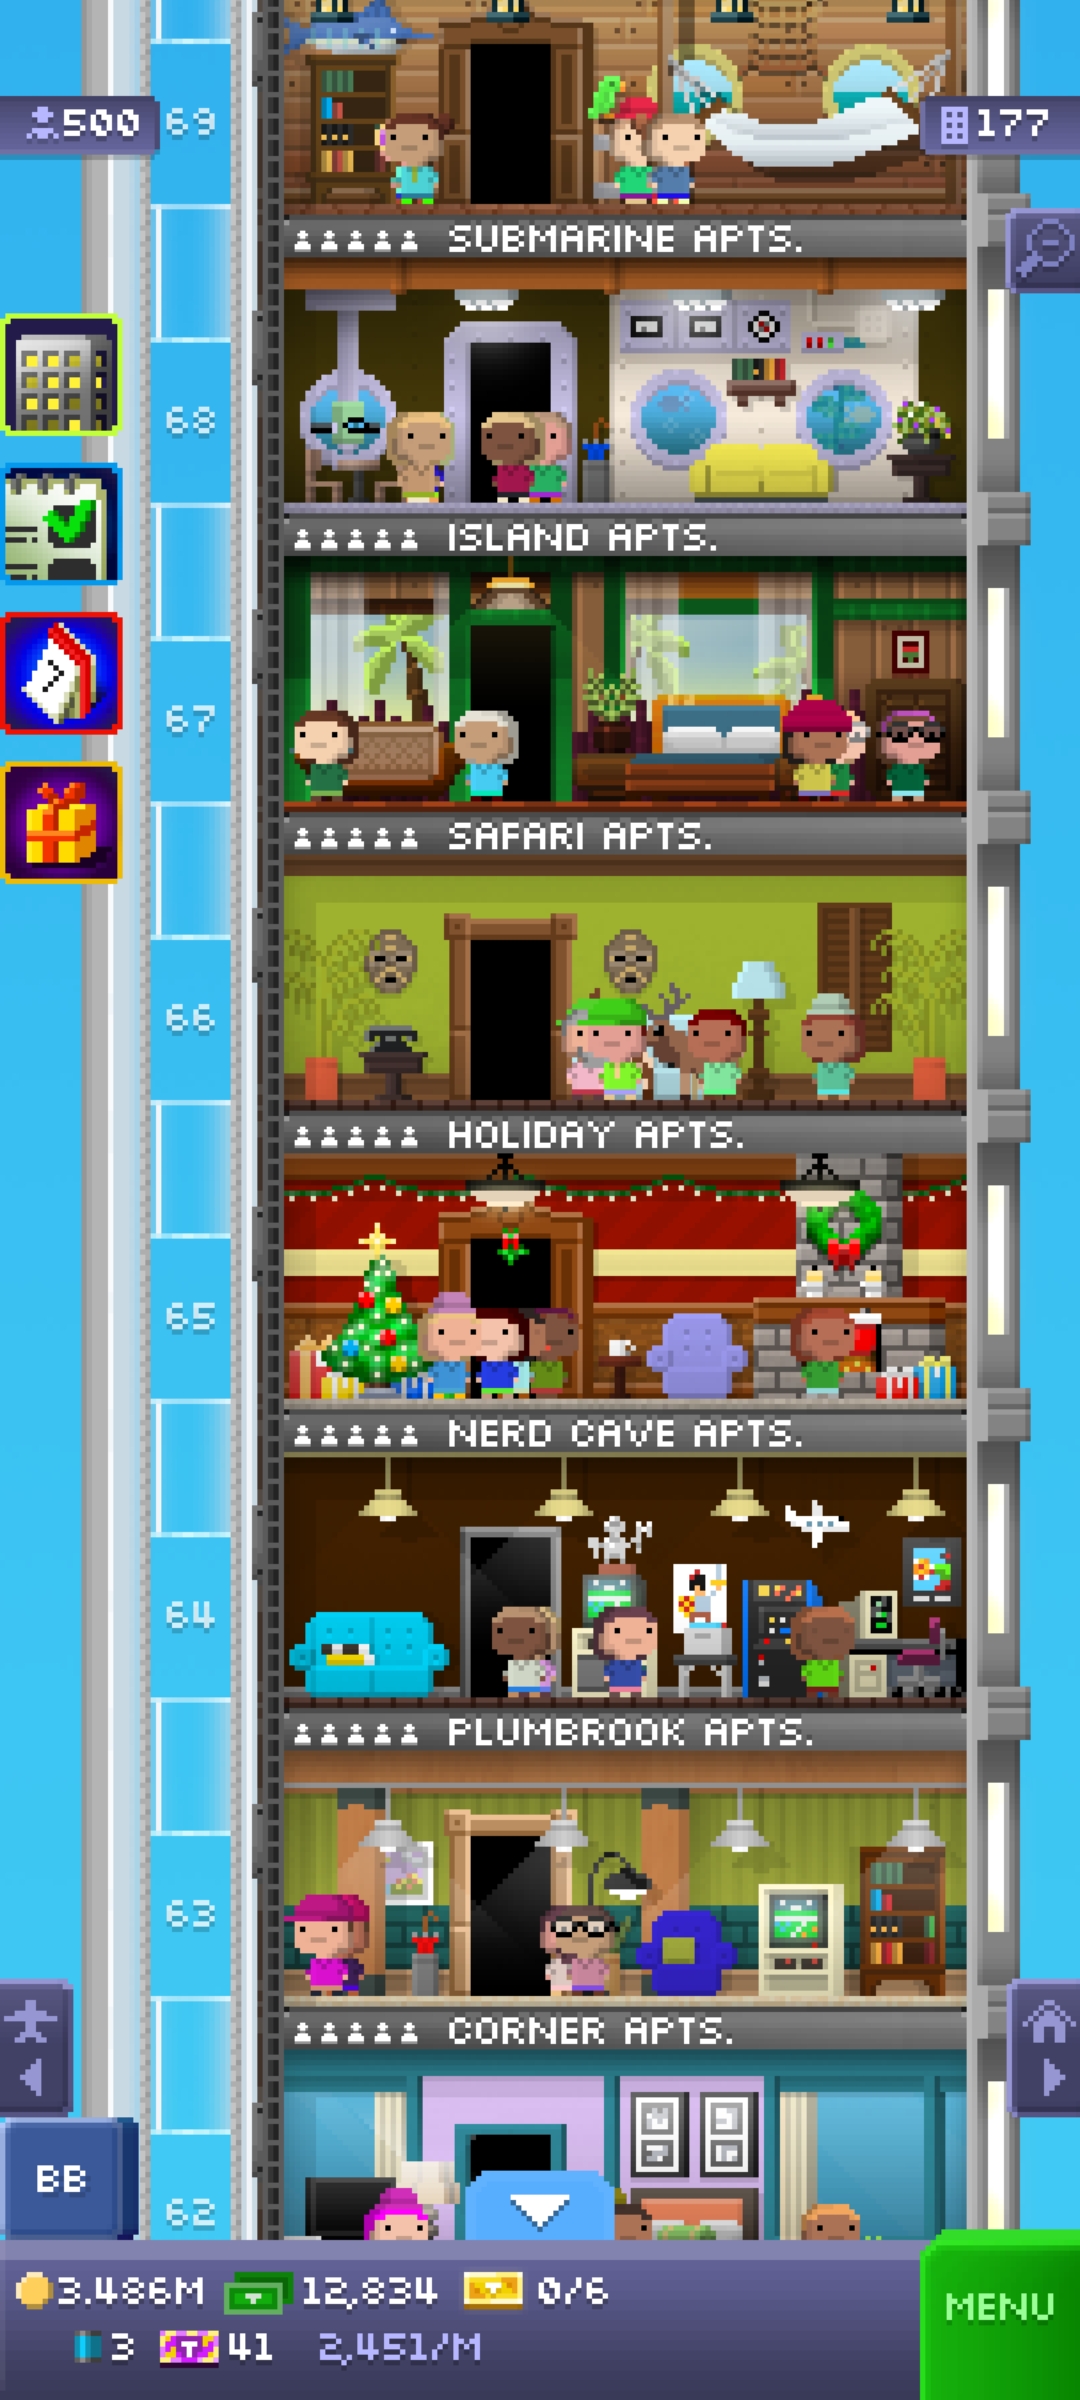 500
69
177
SUBMARINE APTS.
68
ISLAND APTS.
67
SAFARI APTS.
66
HOLIDAY APTS.
65
NERD CAVE APTS.
64
PLUMBROOK APTS.
63
CORNER APTS.
BB
62
3.486M 12,834 0/6
3 41 2,451/M
MENU